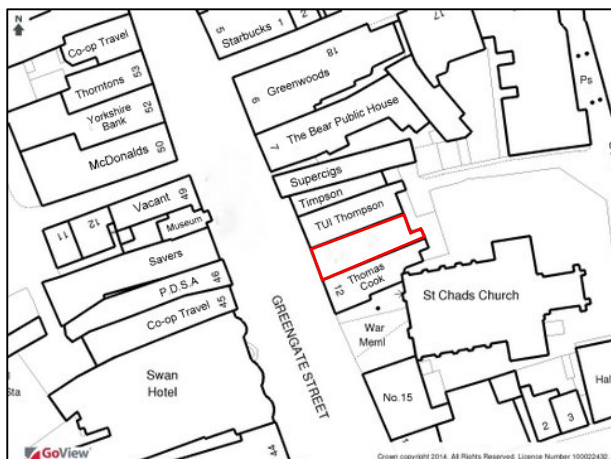 N
Co-op Travel
Thorntons
53
Yorkshire
Bank
52
McDonalds
50
Vacant
49
11
12
Museum
Savers
P.D.S.A
46
Co-op Travel
45
Swan
Hotel
44
Sta
5
Starbucks
1
2
17
18
Greenwoods
6
The Bear Public House
7
Supercigs
Timpson
TUI Thompson
Thomas
Cook
12
GREENGATE STREET
War
Meml
St Chads Church
No.15
Ps
Hal
2
3
GoView
Crown copyright 2014. All Rights Reserved. Licence Number 100022432